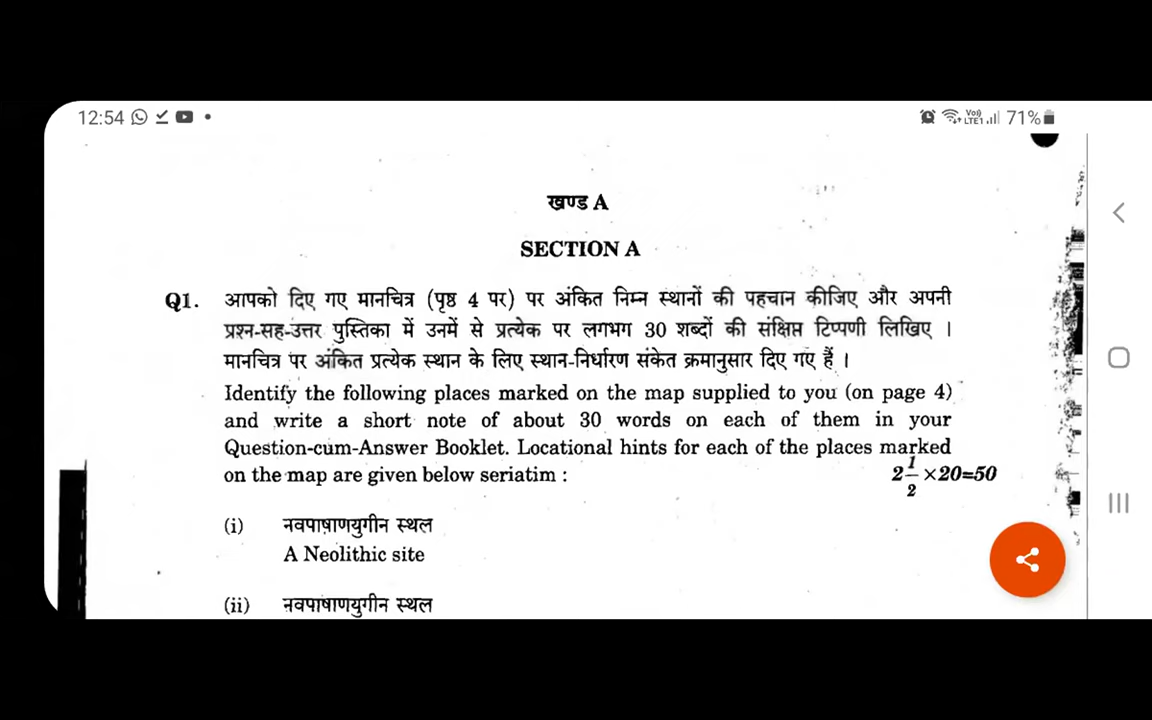 12:54
Voo) LTE1 71%
खण्ड A
SECTION A
Q1. आपको दिए गए मानचित्र (पृष्ठ 4 पर) पर अंकित निम्न स्थानों की पहचान कीजिए और अपनी
प्रश्न-सह-उत्तर पुस्तिका में उनमें से प्रत्येक पर लगभग 30 शब्दों की संक्षिप्त टिप्पणी लिखिए ।
मानचित्र पर अंकित प्रत्येक स्थान के लिए स्थान-निर्धारण संकेत क्रमानुसार दिए गए हैं ।
Identify the following places marked on the map supplied to you (on page 4)
and write a short note of about 30 words on each of them in your
Question-cum-Answer Booklet. Locational hints for each of the places marked
on the map are given below seriatim : 2 1/2 ×20=50
(i) नवपाषाणयुगीन स्थल
A Neolithic site
(ii) नवपाषाणयुगीन स्थल